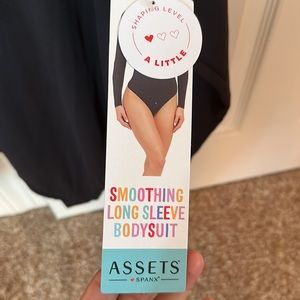 SHAPING LEVEL
A LITTLE
SMOOTHING
LONG SLEEVE
BODYSUIT
ASSETS
SPANX